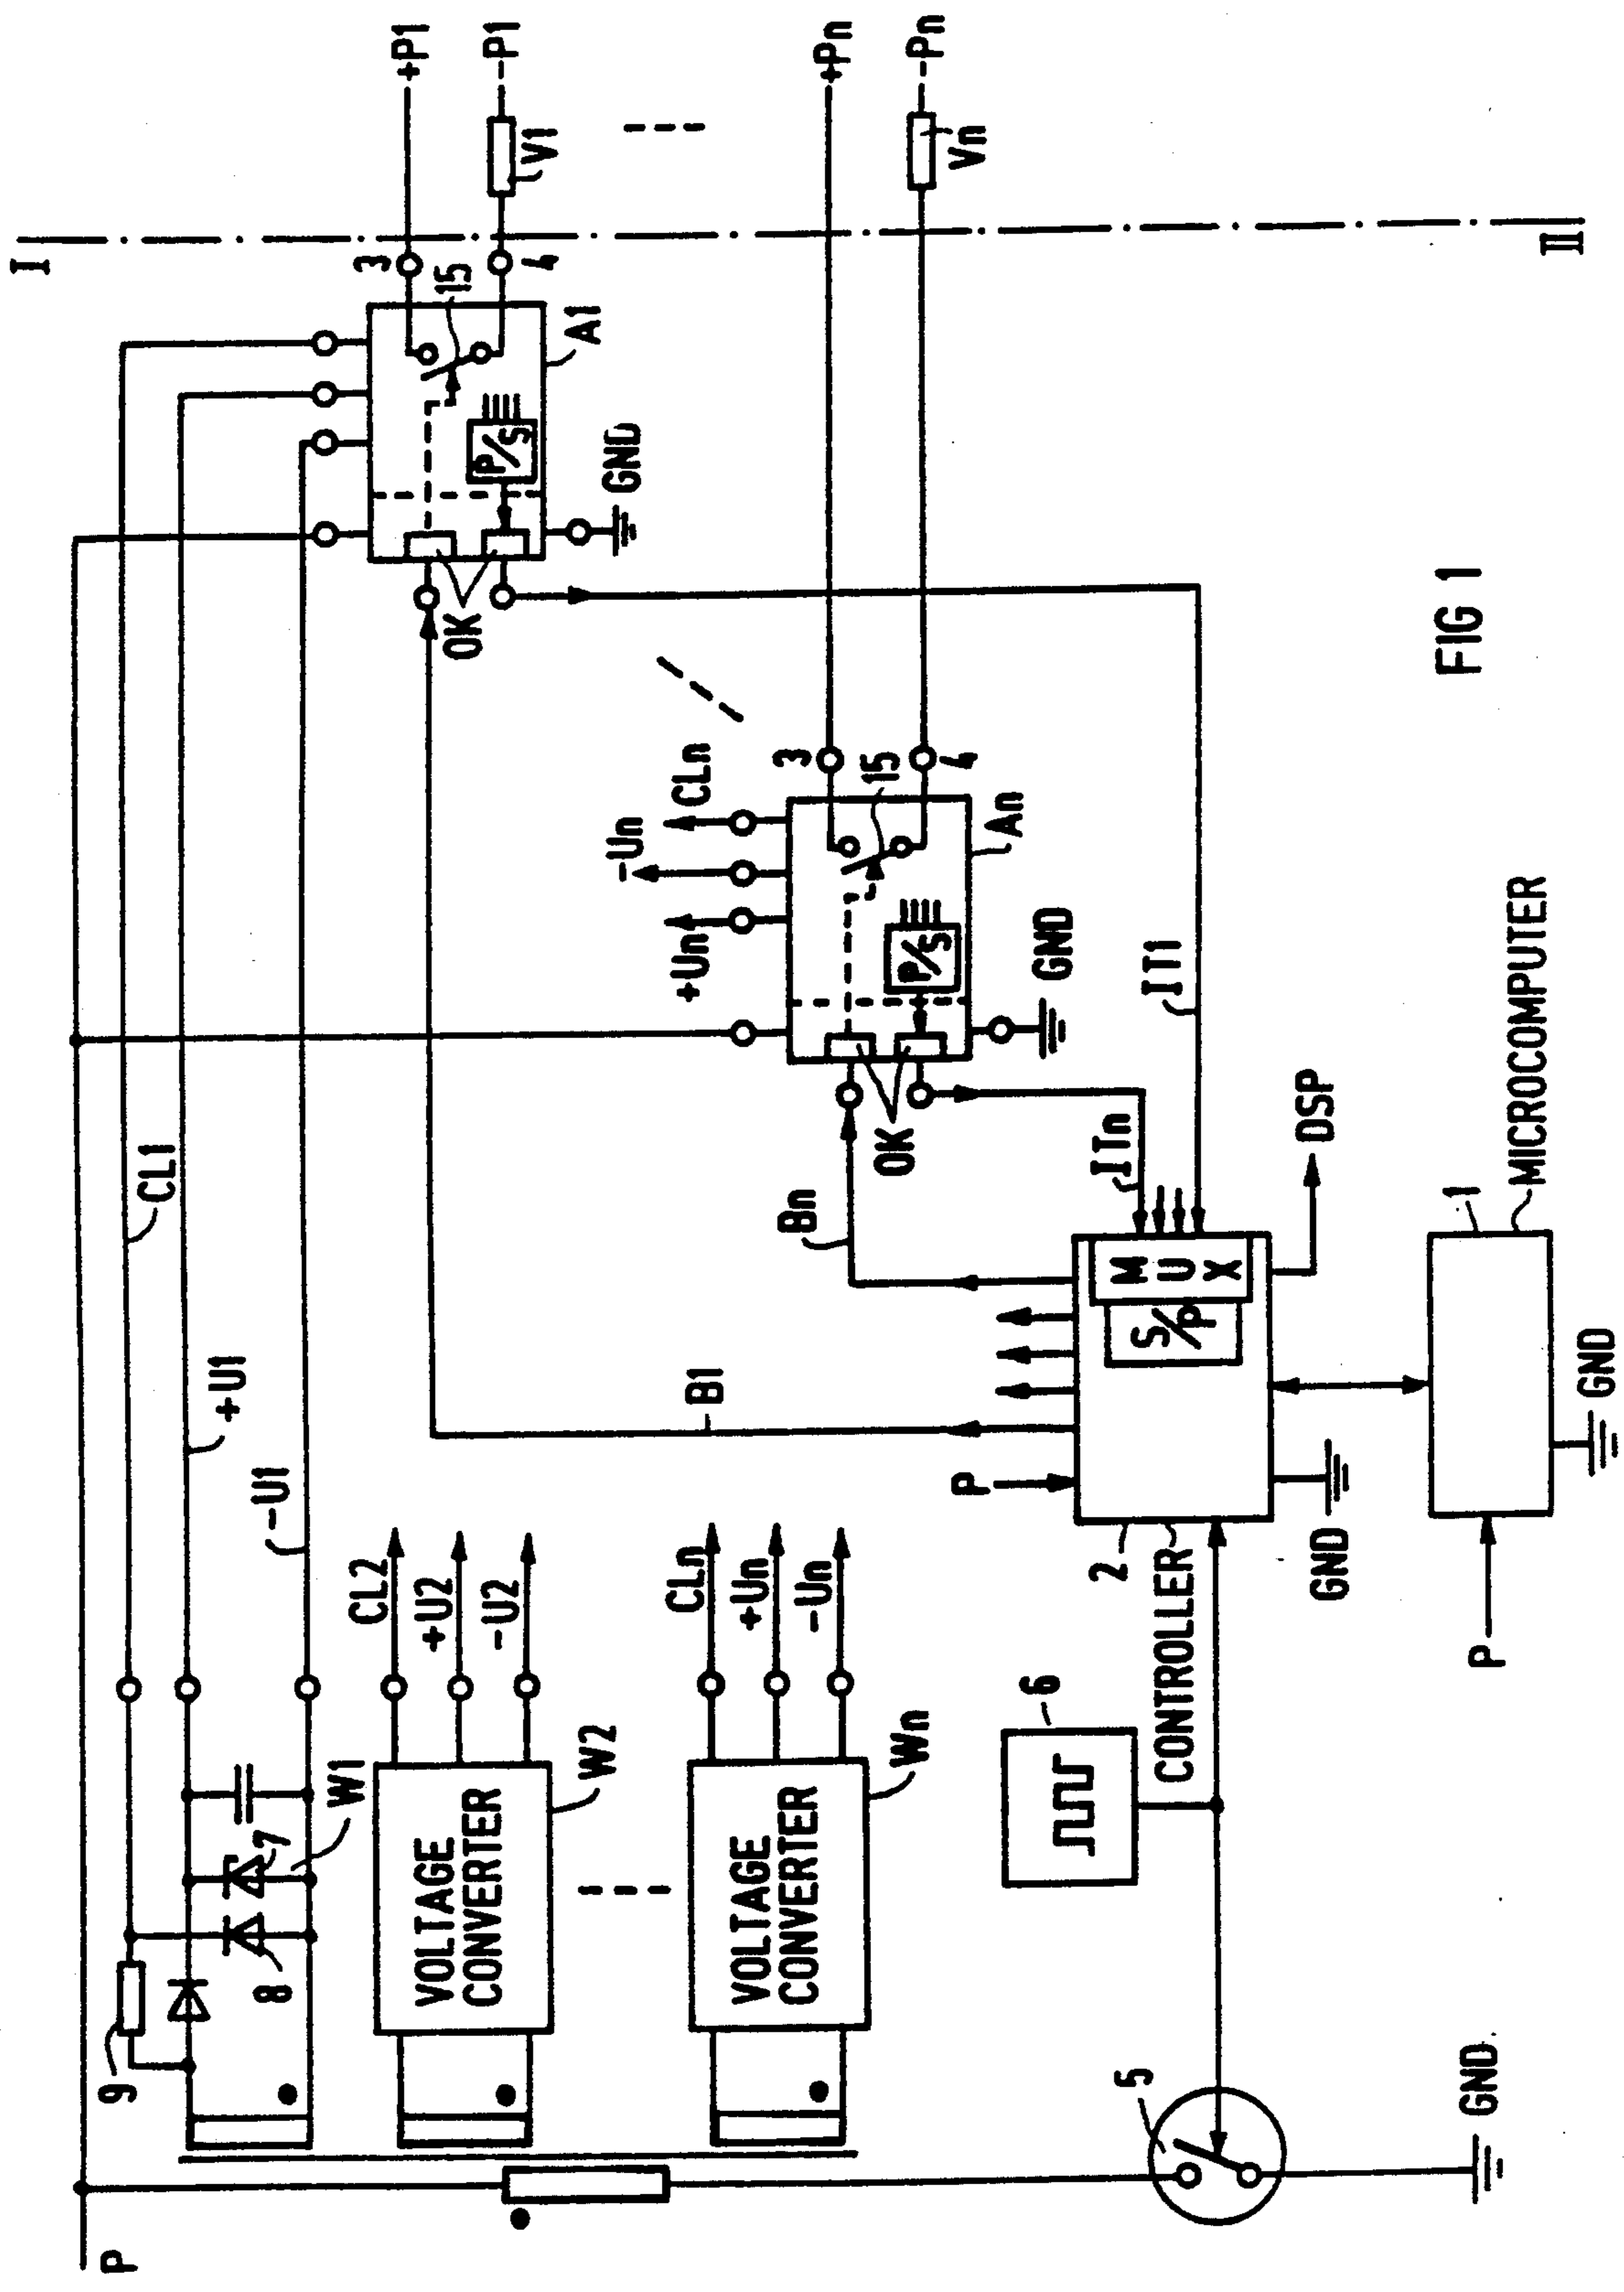 P
9
8
7
W1
CL1
+U1
-U1
I
3
15
4
+P1
-P1
V1
A1
P/S
GND
OK
VOLTAGE
CONVERTER
W2
CL2
+U2
-U2
VOLTAGE
CONVERTER
Wn
CLn
+Un
-Un
B1
Bn
+Un
-Un
CLn
3
15
4
+Pn
-Pn
Vn
An
P/S
GND
OK
ITn
IT1
II
6
5
GND
P
2
CONTROLLER
GND
S/P
MUX
DSP
P
1
MICROCOMPUTER
GND
FIG 1